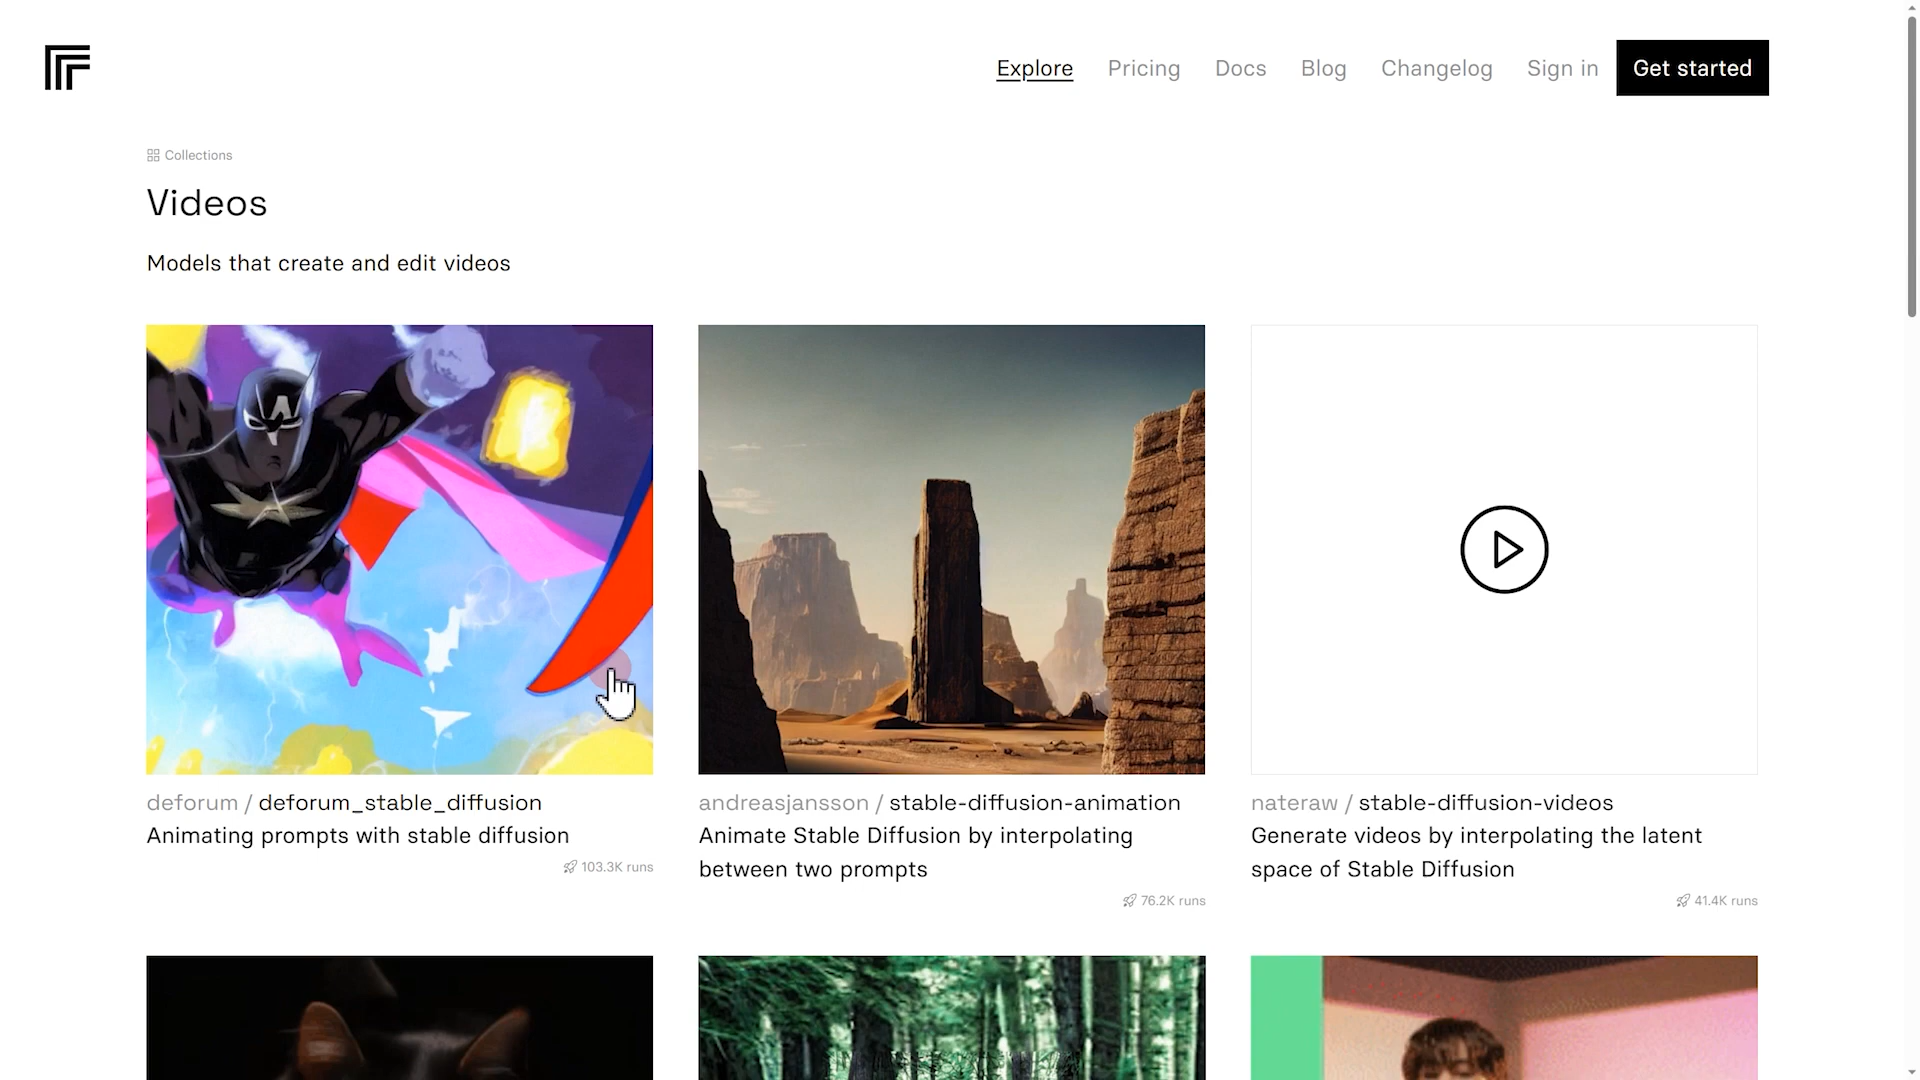 Explore Pricing Docs Blog Changelog Sign in Get started
Collections
Videos
Models that create and edit videos
deforum / deforum_stable_diffusion
Animating prompts with stable diffusion
103.3K runs
andreasjansson / stable-diffusion-animation
Animate Stable Diffusion by interpolating
between two prompts
76.2K runs
nateraw / stable-diffusion-videos
Generate videos by interpolating the latent
space of Stable Diffusion
41.4K runs